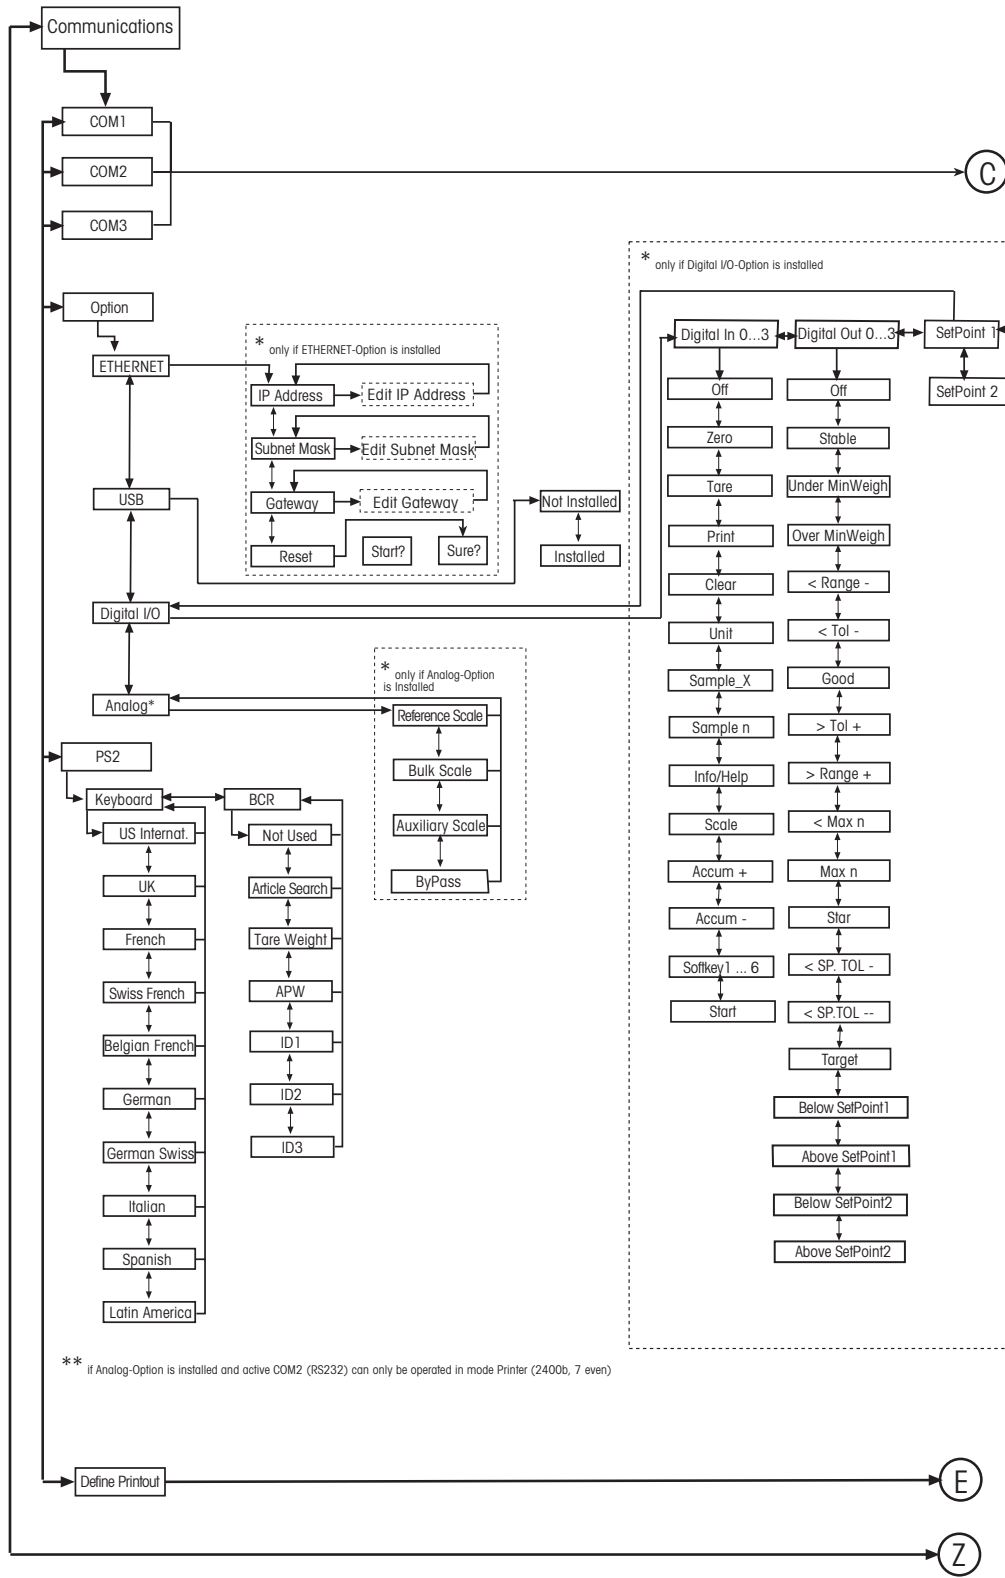 Communications
COM1
COM2
C
COM3
* only if Digital I/O-Option is installed
Option
ETHERNET
* only if ETHERNET-Option is installed
IP Address
Edit IP Address
Subnet Mask
Edit Subnet Mask
Gateway
Edit Gateway
Reset
Start?
Sure?
USB
Not Installed
Installed
Digital I/O
Analog*
* only if Analog-Option
is Installed
Reference Scale
Bulk Scale
Auxiliary Scale
ByPass
Digital In 0...3
Off
Zero
Tare
Print
Clear
Unit
Sample_X
Sample n
Info/Help
Scale
Accum +
Accum -
Softkey1 ... 6
Start
Digital Out 0...3
Off
Stable
Under MinWeigh
Over MinWeigh
< Range -
< Tol -
Good
> Tol +
> Range +
< Max n
Max n
Star
< SP. TOL -
< SP.TOL --
Target
Below SetPoint1
Above SetPoint1
Below SetPoint2
Above SetPoint2
SetPoint 1
SetPoint 2
PS2
Keyboard
US Internat.
UK
French
Swiss French
Belgian French
German
German Swiss
Italian
Spanish
Latin America
BCR
Not Used
Article Search
Tare Weight
APW
ID1
ID2
ID3
** if Analog-Option is installed and active COM2 (RS232) can only be operated in mode Printer (2400b, 7 even)
Define Printout
E
Z